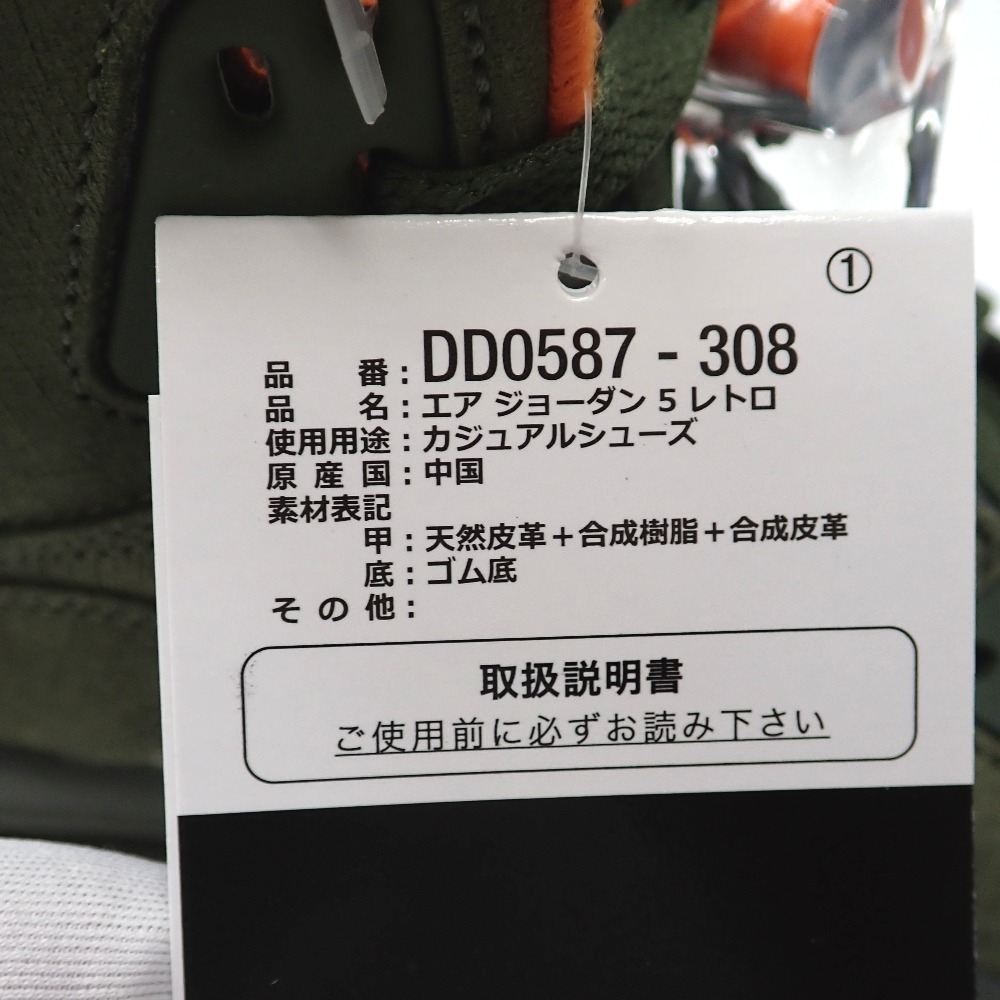 ①
品 番：DD0587 - 308
品 名：エア ジョーダン 5 レトロ
使用用途：カジュアルシューズ
原 産 国：中国
素材表記
甲：天然皮革＋合成樹脂＋合成皮革
底：ゴム底
そ の 他：
取扱説明書
ご使用前に必ずお読み下さい